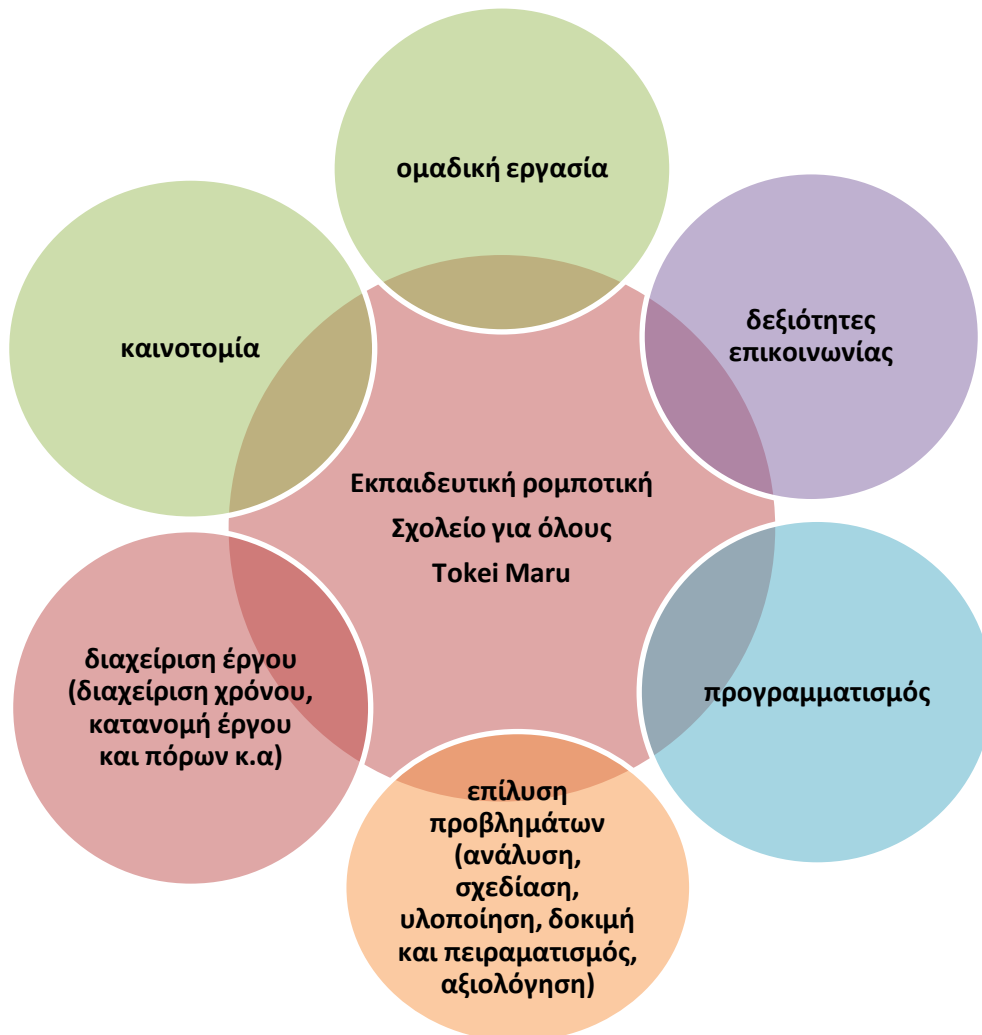 ομαδική εργασία
δεξιότητες
επικοινωνίας
καινοτομία
Εκπαιδευτική ρομποτική
Σχολείο για όλους
Tokei Maru
προγραμματισμός
διαχείριση έργου
(διαχείριση χρόνου,
κατανομή έργου
και πόρων κ.α)
επίλυση
προβλημάτων
(ανάλυση,
σχεδίαση,
υλοποίηση, δοκιμή
και πειραματισμός,
αξιολόγηση)